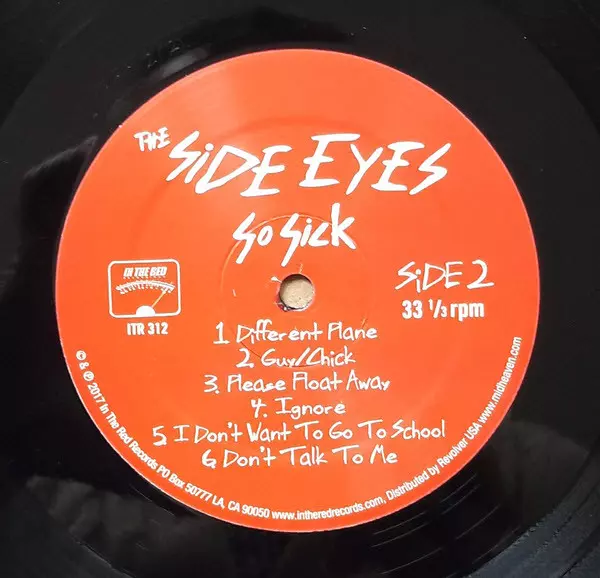 THE SiDE EYES
So Sick
IN THE RED
ITR 312
SiDE 2
33 1/3 rpm
1. Different Plane
2. Guy/Chick
3. Please Float Away
4. Ignore
5. I Don't Want To Go To School
6. Don't Talk To Me
© & ℗ 2017 In The Red Records PO Box 50777 LA, CA 90050 www.intheredrecords.com, Distributed by Revolver USA www.midheaven.com